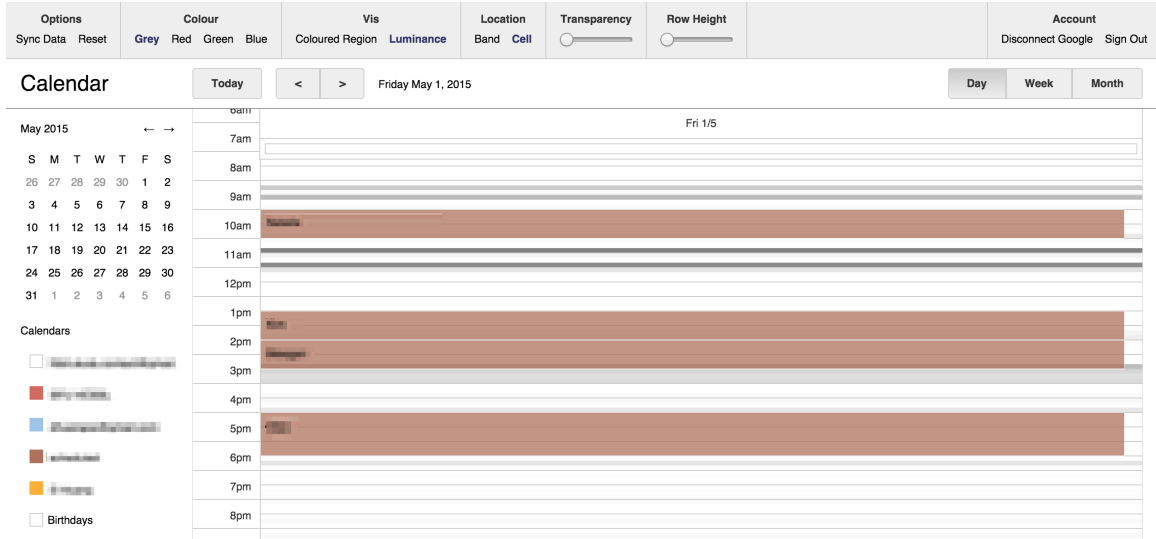 Options Colour Vis Location Transparency Row Height Account
Sync Data Reset Grey Red Green Blue Coloured Region Luminance Band Cell Disconnect Google Sign Out
Calendar Today < > Friday May 1, 2015 Day Week Month
May 2015 ← →
S M T W T F S
26 27 28 29 30 1 2
3 4 5 6 7 8 9
10 11 12 13 14 15 16
17 18 19 20 21 22 23
24 25 26 27 28 29 30
31 1 2 3 4 5 6
Calendars
Birthdays
Fri 1/5
6am
7am
8am
9am
10am
11am
12pm
1pm
2pm
3pm
4pm
5pm
6pm
7pm
8pm